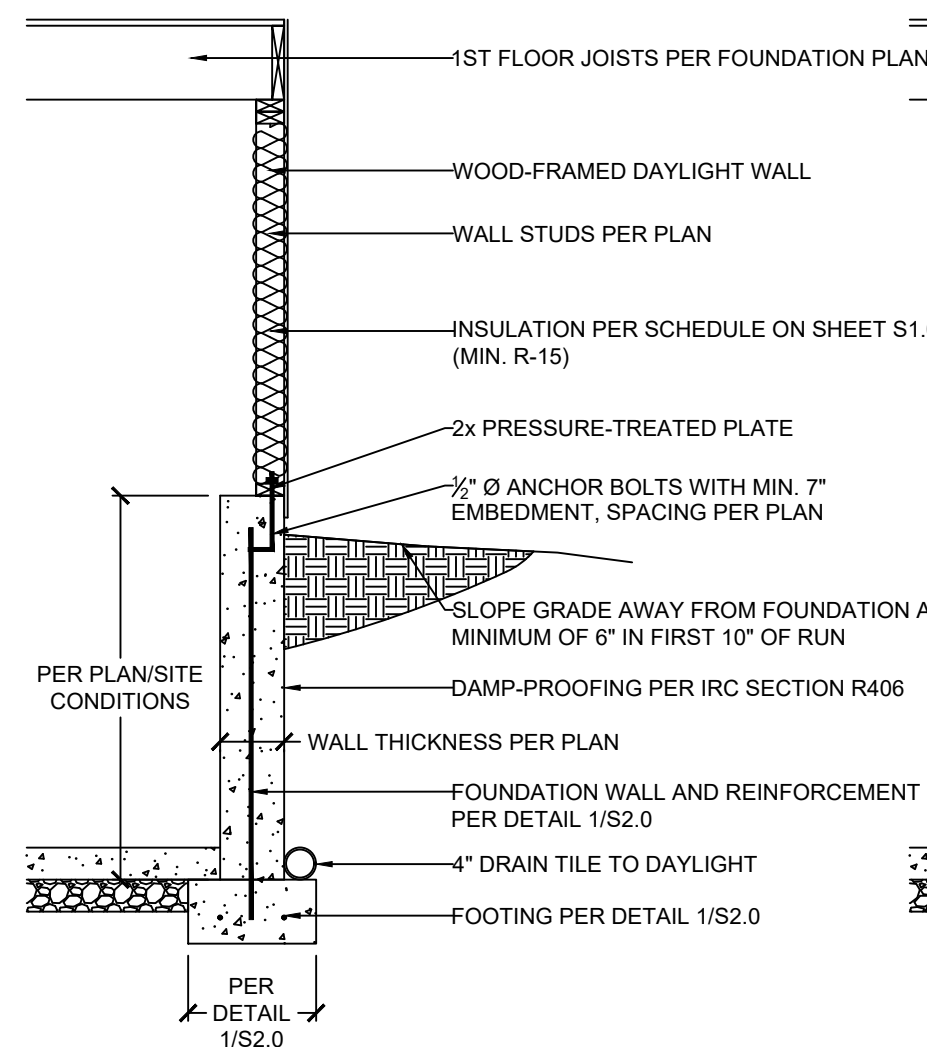 1ST FLOOR JOISTS PER FOUNDATION PLAN
WOOD-FRAMED DAYLIGHT WALL
WALL STUDS PER PLAN
INSULATION PER SCHEDULE ON SHEET S1.
(MIN. R-15)
2x PRESSURE-TREATED PLATE
½" Ø ANCHOR BOLTS WITH MIN. 7"
EMBEDMENT, SPACING PER PLAN
SLOPE GRADE AWAY FROM FOUNDATION A
MINIMUM OF 6" IN FIRST 10" OF RUN
PER PLAN/SITE
CONDITIONS
DAMP-PROOFING PER IRC SECTION R406
WALL THICKNESS PER PLAN
FOUNDATION WALL AND REINFORCEMENT
PER DETAIL 1/S2.0
4" DRAIN TILE TO DAYLIGHT
FOOTING PER DETAIL 1/S2.0
PER
DETAIL
1/S2.0